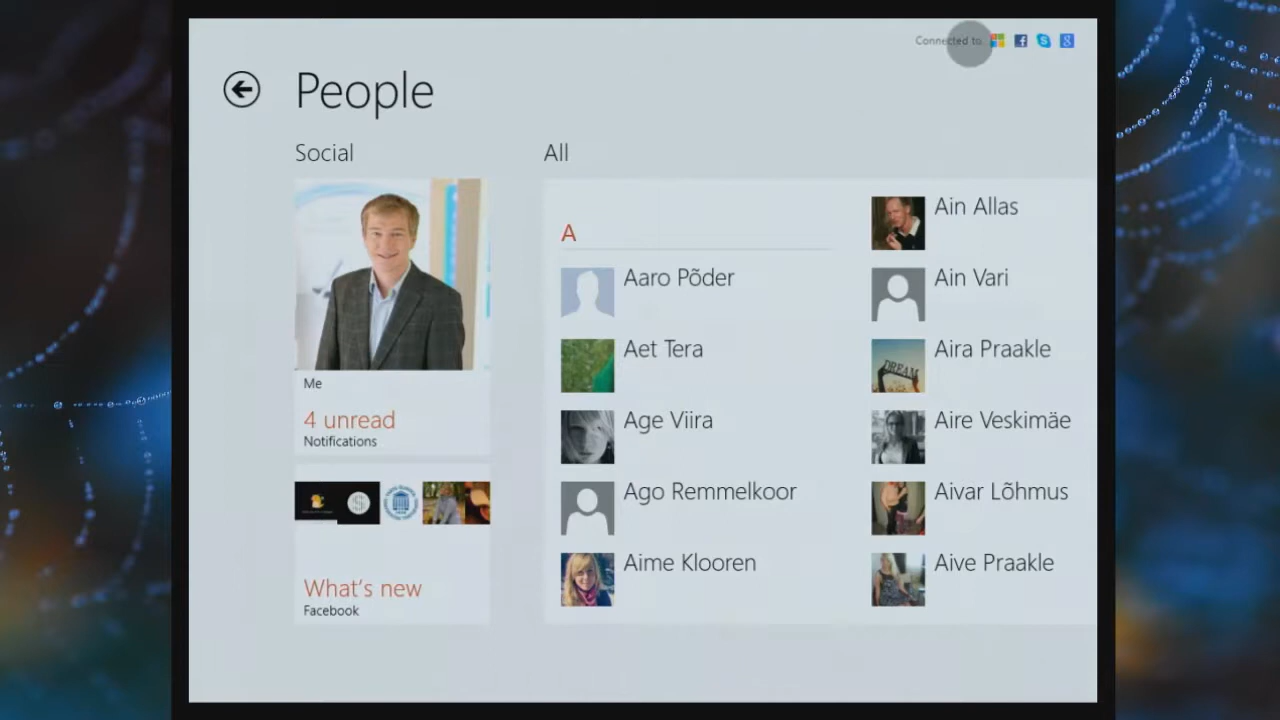 Connected to
People
Social
All
Me
4 unread
Notifications
What's new
Facebook
A
Aaro Põder
Aet Tera
Age Viira
Ago Remmelkoor
Aime Klooren
Ain Allas
Ain Vari
Aira Praakle
DREAM
Aire Veskimäe
Aivar Lõhmus
Aive Praakle